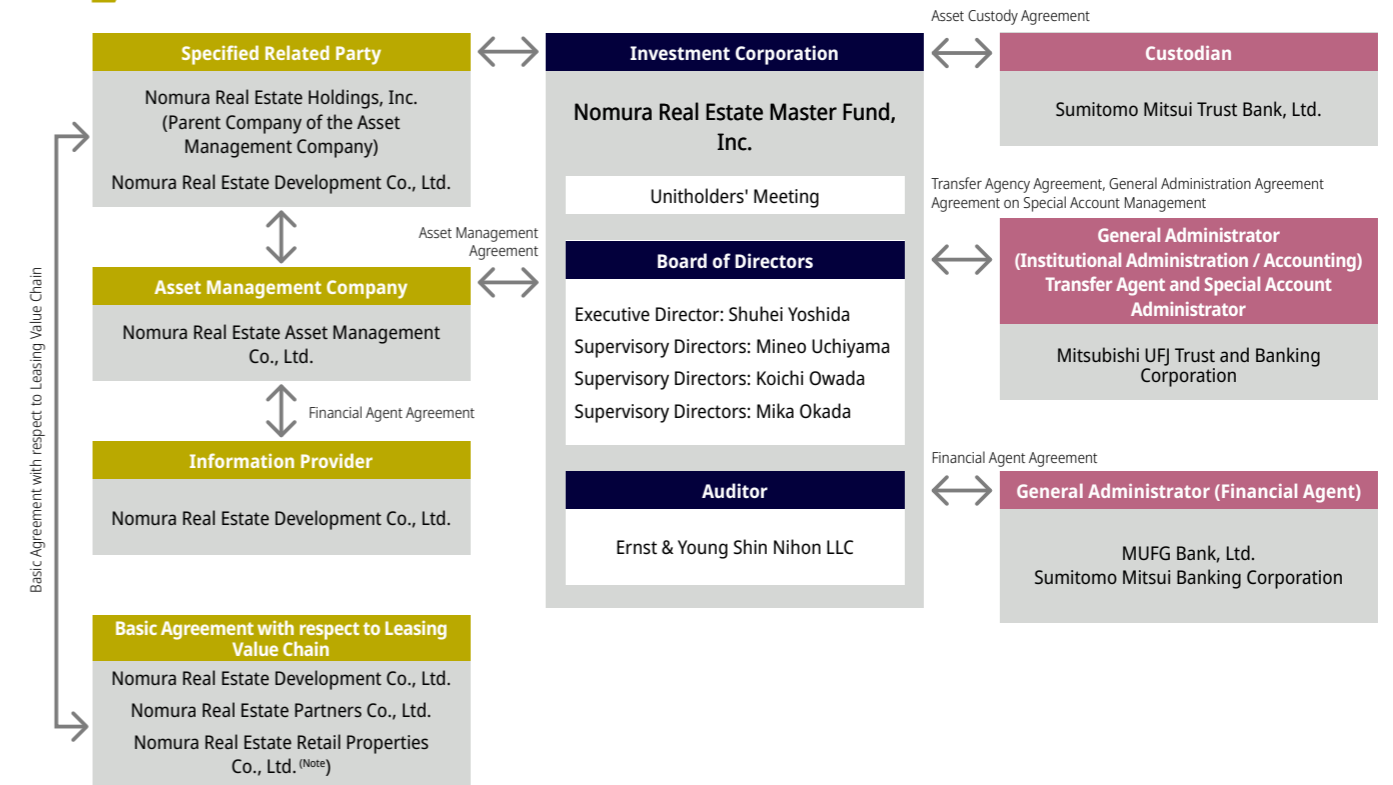 Asset Custody Agreement
Specified Related Party
Nomura Real Estate Holdings, Inc.
(Parent Company of the Asset
Management Company)
Nomura Real Estate Development Co., Ltd.
Asset Management
Agreement
Asset Management Company
Nomura Real Estate Asset Management
Co., Ltd.
Financial Agent Agreement
Information Provider
Nomura Real Estate Development Co., Ltd.
Basic Agreement with respect to Leasing Value Chain
Basic Agreement with respect to Leasing
Value Chain
Nomura Real Estate Development Co., Ltd.
Nomura Real Estate Partners Co., Ltd.
Nomura Real Estate Retail Properties
Co., Ltd. (Note)
Investment Corporation
Nomura Real Estate Master Fund,
Inc.
Unitholders' Meeting
Board of Directors
Executive Director: Shuhei Yoshida
Supervisory Directors: Mineo Uchiyama
Supervisory Directors: Koichi Owada
Supervisory Directors: Mika Okada
Auditor
Ernst & Young Shin Nihon LLC
Custodian
Sumitomo Mitsui Trust Bank, Ltd.
Transfer Agency Agreement, General Administration Agreement
Agreement on Special Account Management
General Administrator
(Institutional Administration / Accounting)
Transfer Agent and Special Account
Administrator
Mitsubishi UFJ Trust and Banking
Corporation
Financial Agent Agreement
General Administrator (Financial Agent)
MUFG Bank, Ltd.
Sumitomo Mitsui Banking Corporation